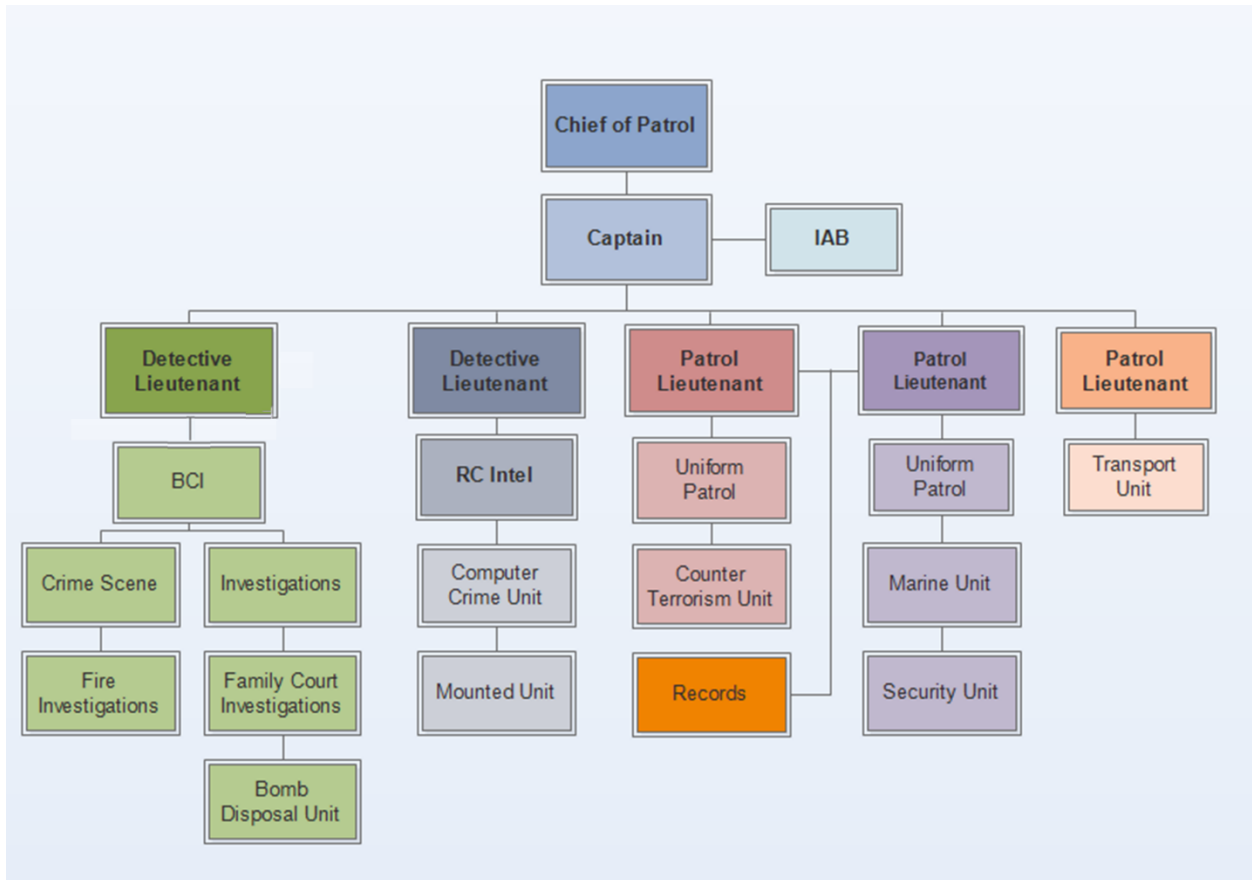 Chief of Patrol
Captain
IAB
Detective
Lieutenant
Detective
Lieutenant
Patrol
Lieutenant
Patrol
Lieutenant
Patrol
Lieutenant
BCI
RC Intel
Uniform
Patrol
Uniform
Patrol
Transport
Unit
Crime Scene
Investigations
Computer
Crime Unit
Counter
Terrorism Unit
Marine Unit
Fire
Investigations
Family Court
Investigations
Mounted Unit
Records
Security Unit
Bomb
Disposal Unit